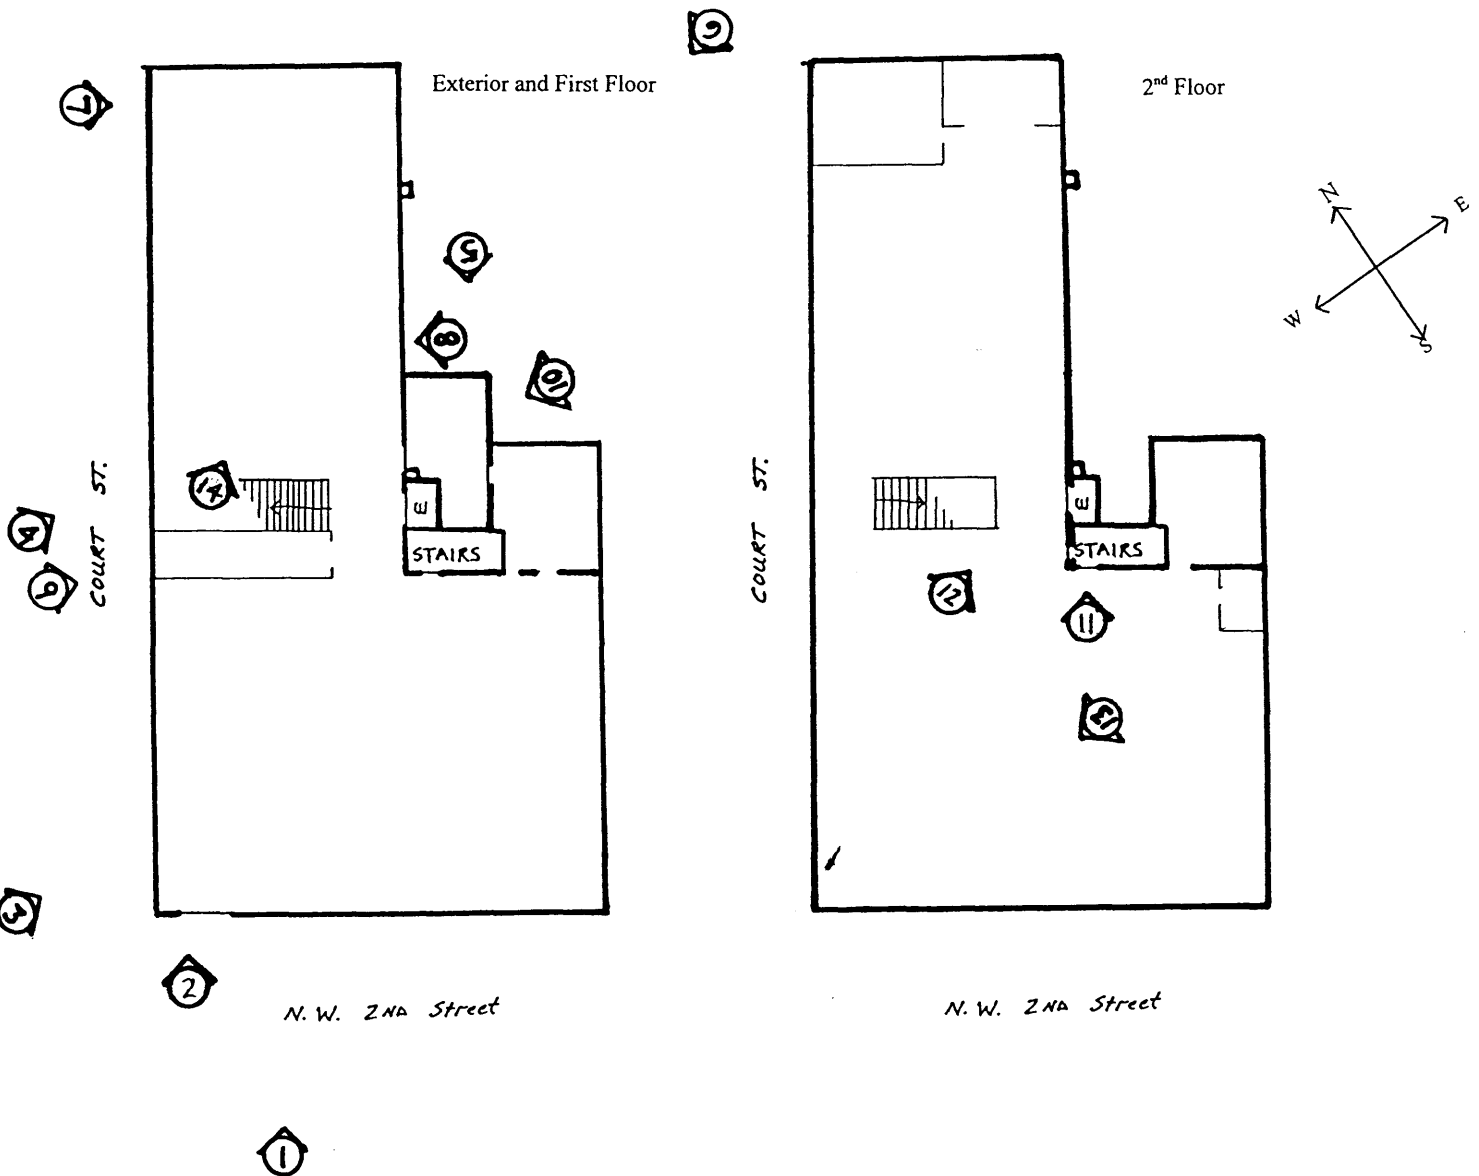 9
Exterior and First Floor
2nd Floor
7
N
E
W
S
5
8
10
COURT ST.
COURT ST.
14
E
E
4
STAIRS
STAIRS
6
12
11
13
3
2
N. W. 2ND Street
N. W. 2ND Street
1